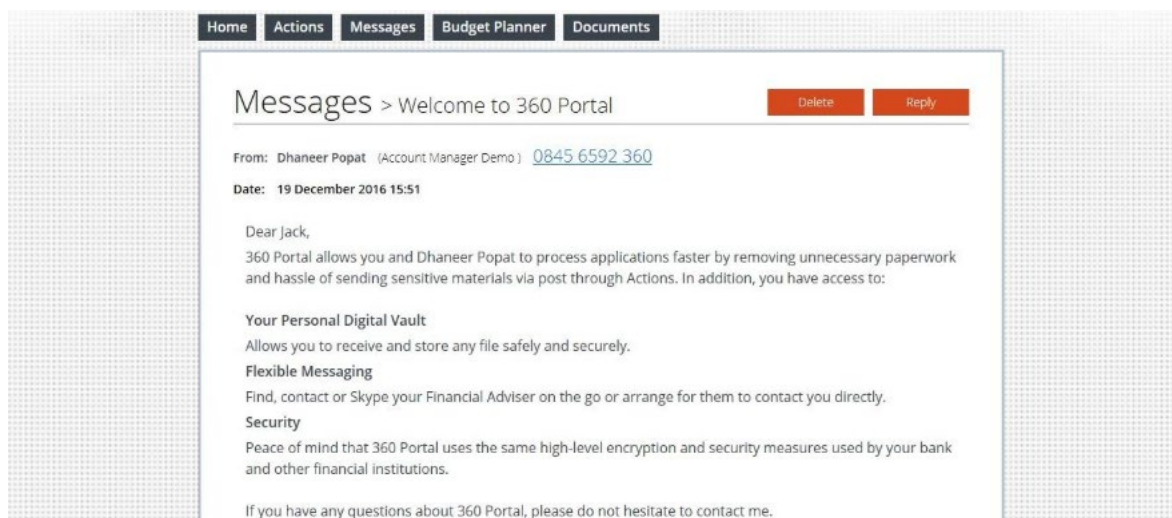 Home Actions Messages Budget Planner Documents
Messages > Welcome to 360 Portal Delete Reply
From: Dhaneer Popat (Account Manager Demo ) 0845 6592 360
Date: 19 December 2016 15:51
Dear Jack,
360 Portal allows you and Dhaneer Popat to process applications faster by removing unnecessary paperwork
and hassle of sending sensitive materials via post through Actions. In addition, you have access to:
Your Personal Digital Vault
Allows you to receive and store any file safely and securely.
Flexible Messaging
Find, contact or Skype your Financial Adviser on the go or arrange for them to contact you directly.
Security
Peace of mind that 360 Portal uses the same high-level encryption and security measures used by your bank
and other financial institutions.
If you have any questions about 360 Portal, please do not hesitate to contact me.